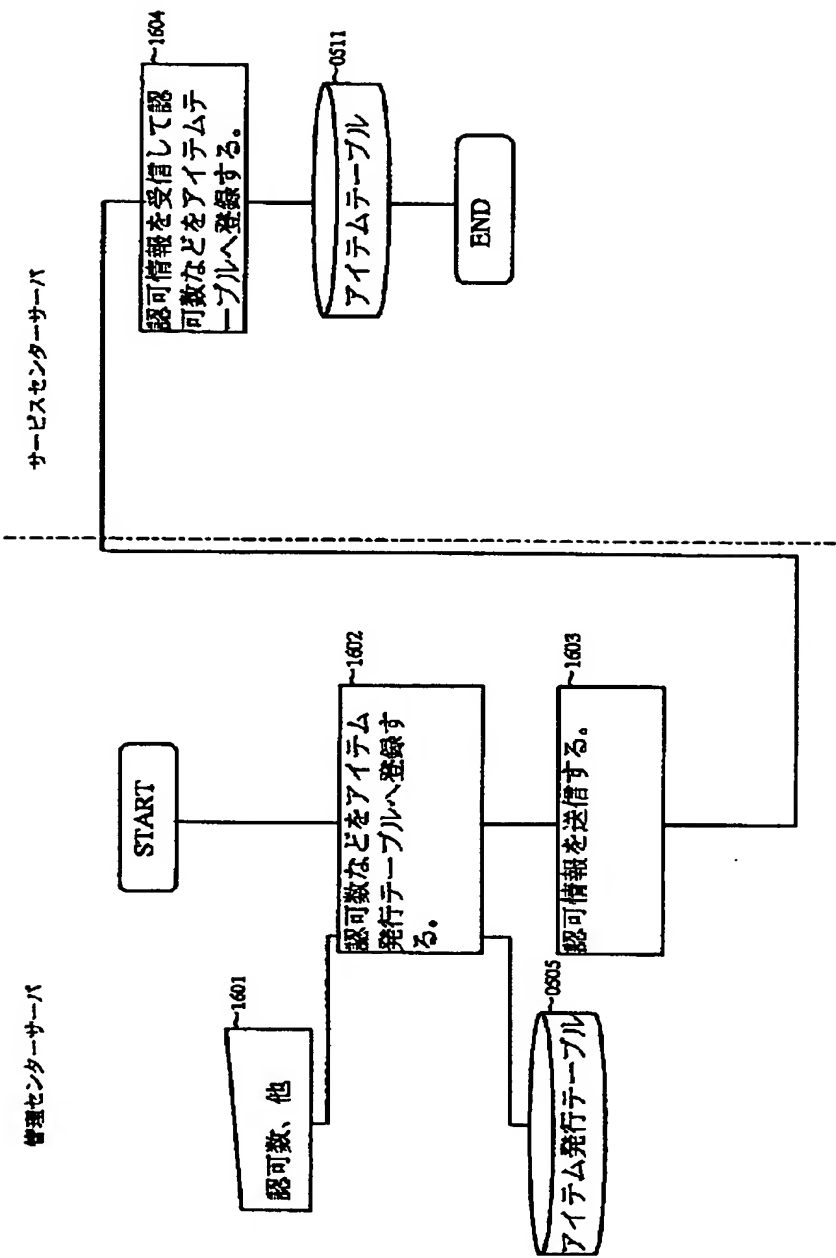 管理センターサーバ
サービスセンターサーバ
START
1601
認可数、他
1602
認可数などをアイテム
発行テーブルへ登録す
る。
0505
アイテム発行テーブル
1603
認可情報を送信する。
1604
認可情報を受信して認
可数などをアイテムテ
ーブルへ登録する。
0511
アイテムテーブル
END